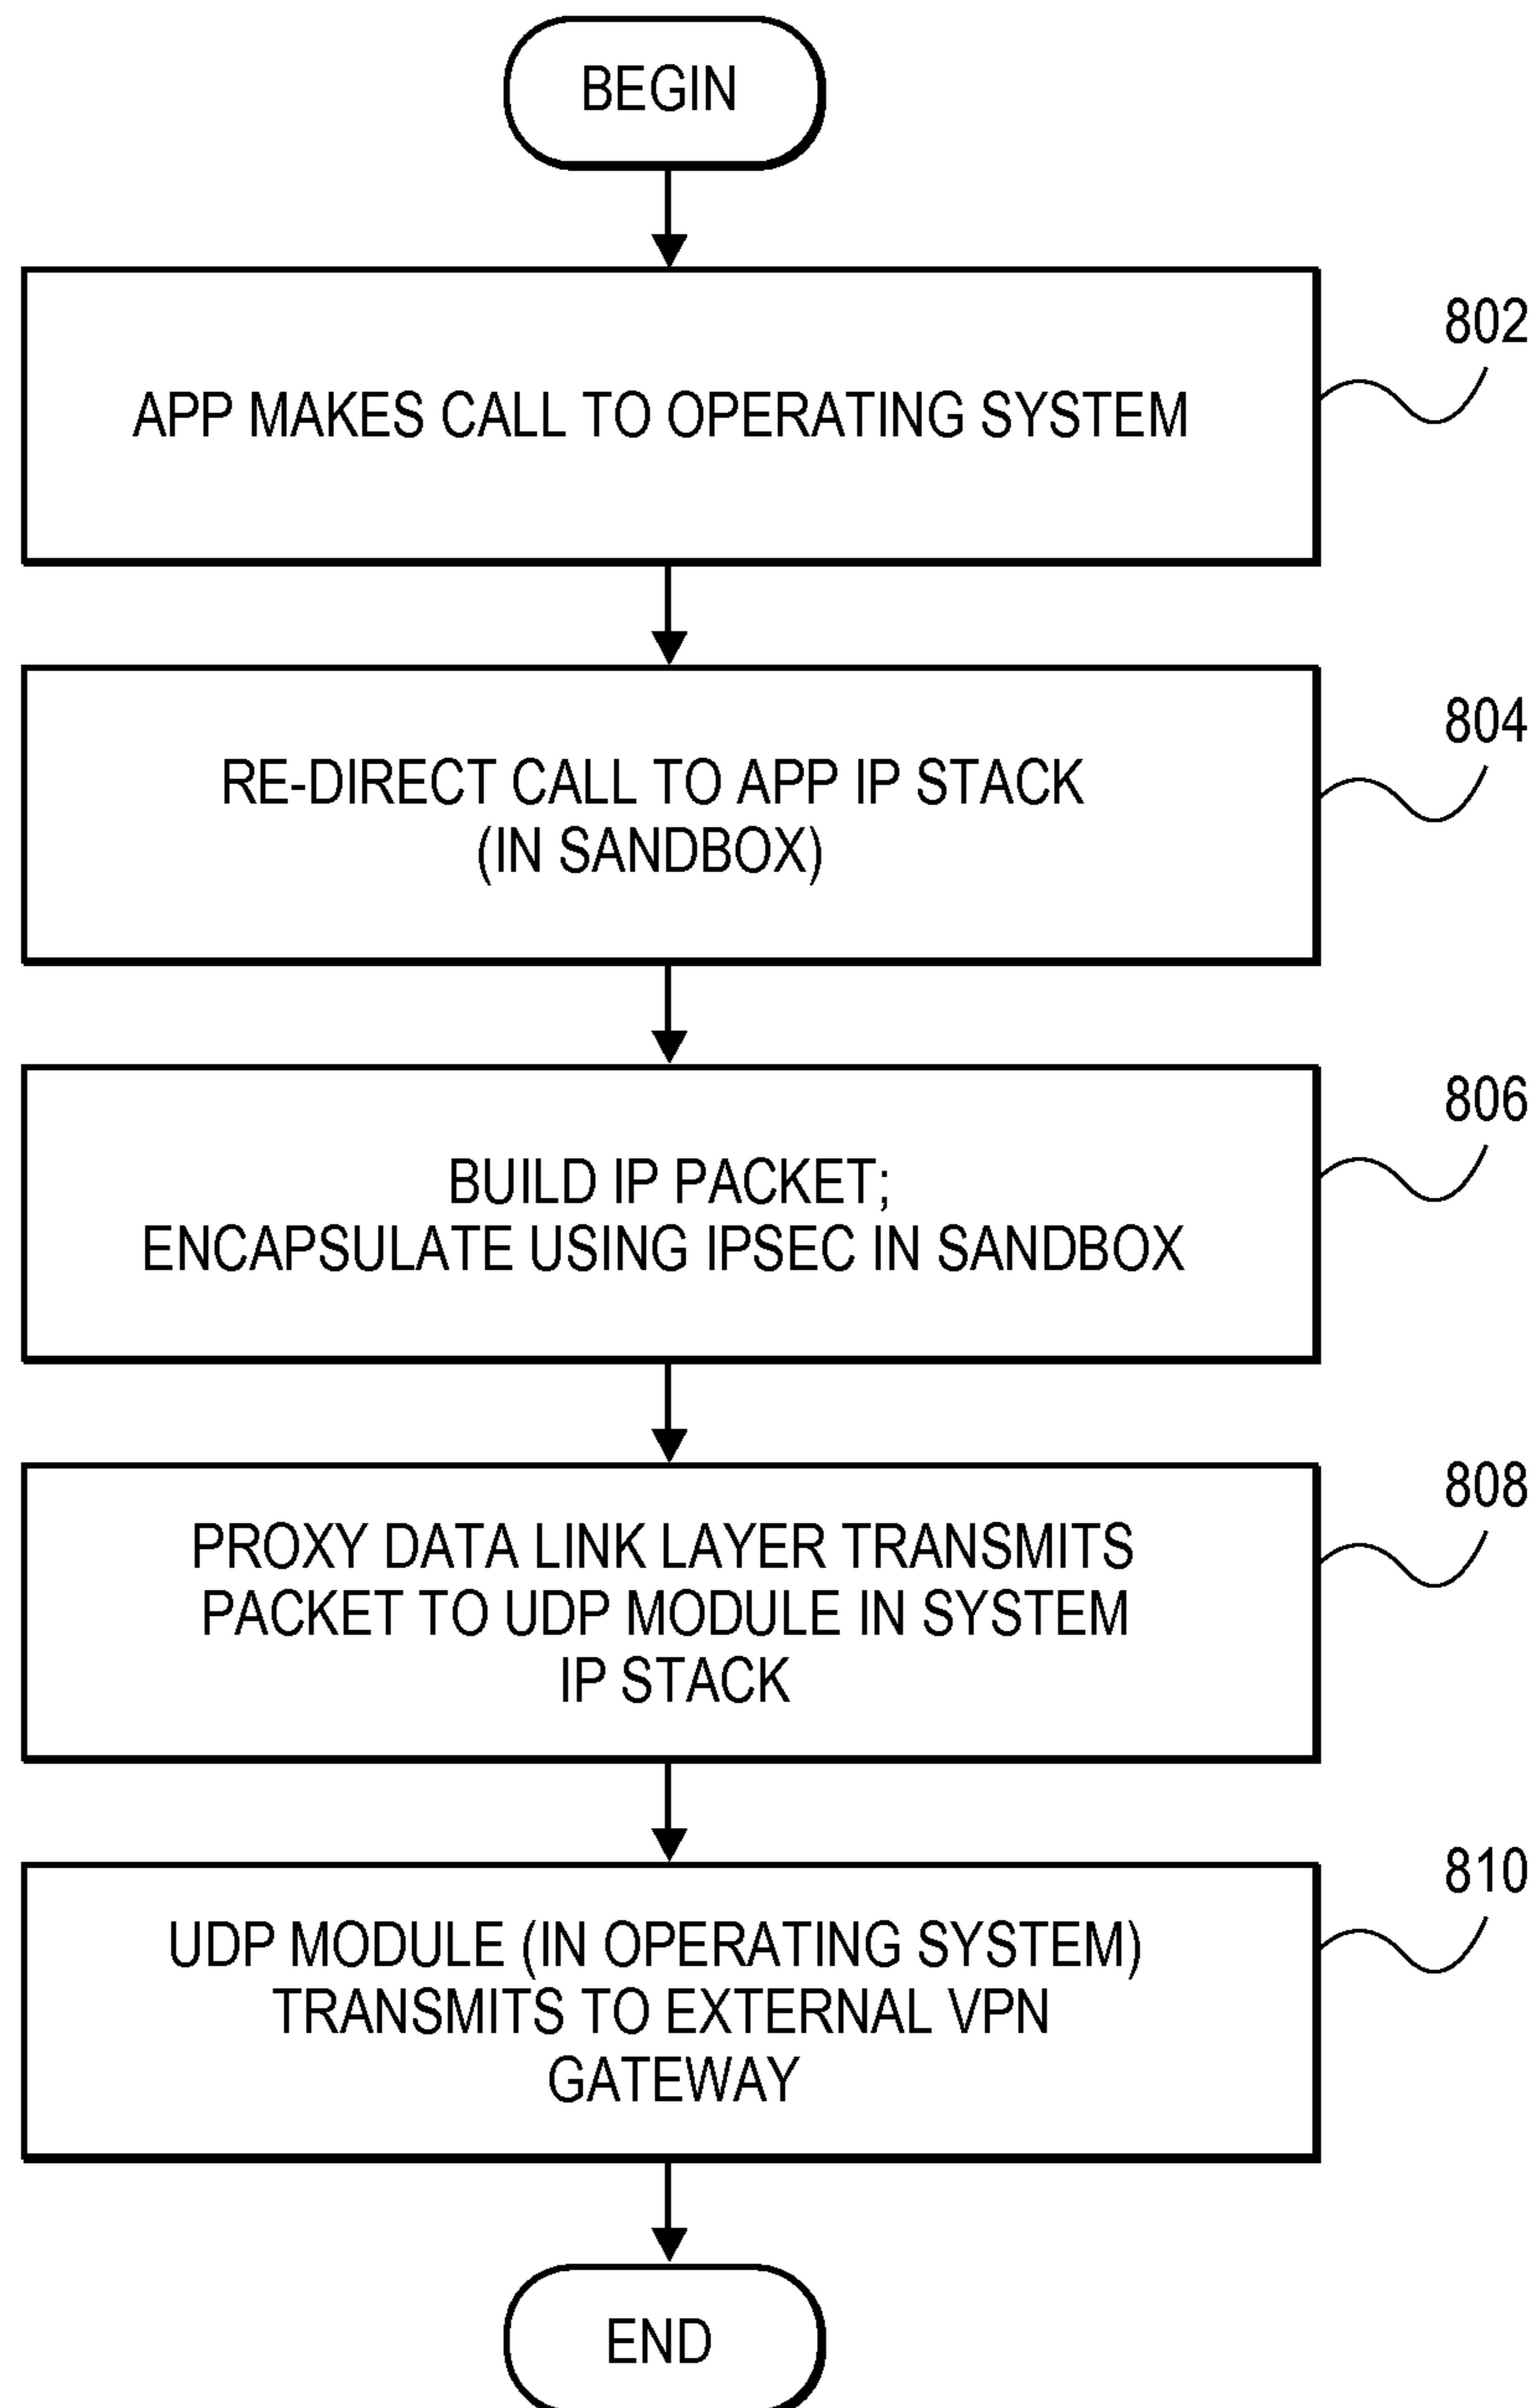 BEGIN
802
APP MAKES CALL TO OPERATING SYSTEM
804
RE-DIRECT CALL TO APP IP STACK
(IN SANDBOX)
806
BUILD IP PACKET;
ENCAPSULATE USING IPSEC IN SANDBOX
808
PROXY DATA LINK LAYER TRANSMITS
PACKET TO UDP MODULE IN SYSTEM
IP STACK
810
UDP MODULE (IN OPERATING SYSTEM)
TRANSMITS TO EXTERNAL VPN
GATEWAY
END